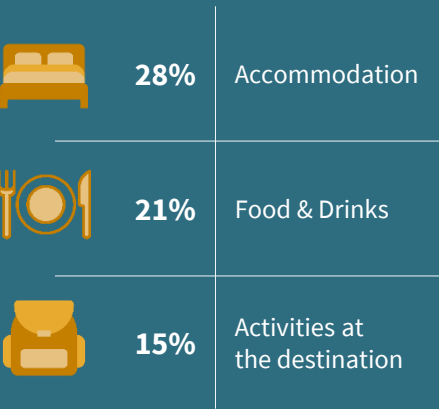 28% Accommodation
21% Food & Drinks
15% Activities at
the destination